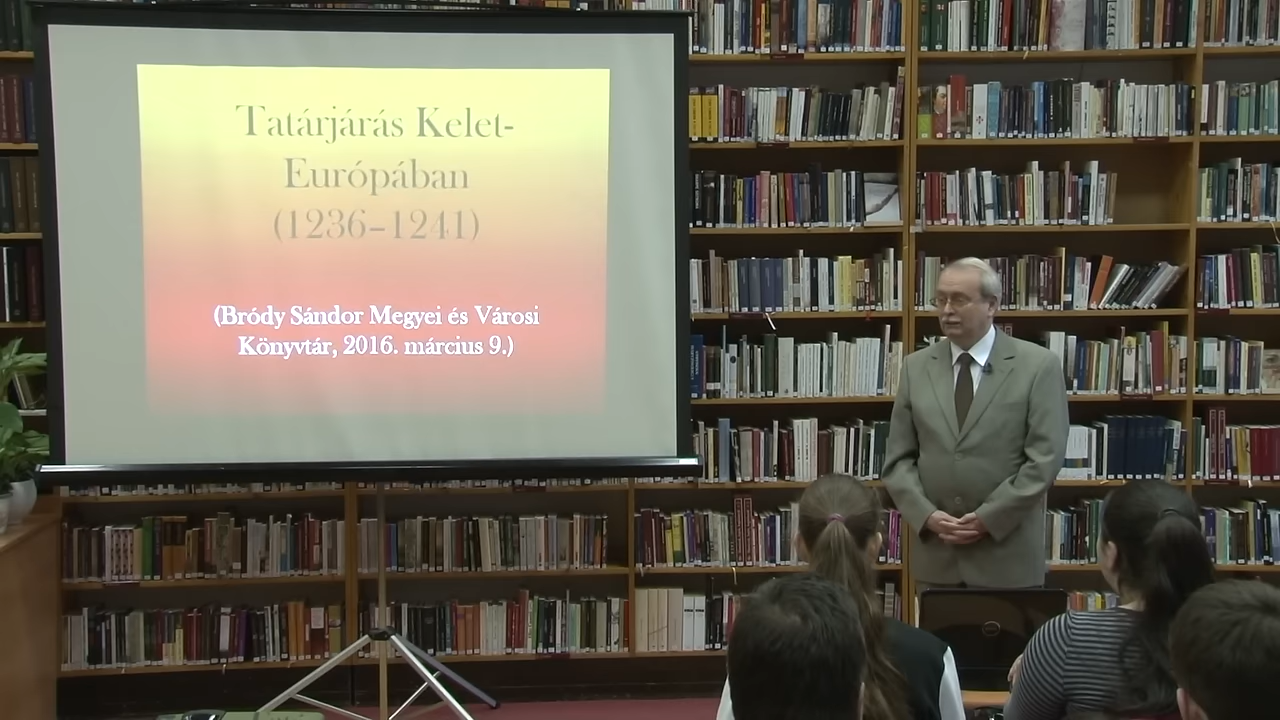 Tatárjárás Kelet-
Európában
(1236–1241)
(Bródy Sándor Megyei és Városi
Könyvtár, 2016. március 9.)